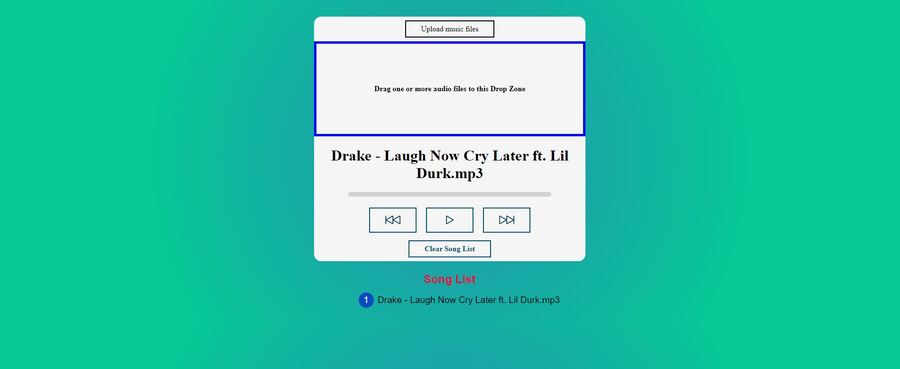 Upload music files
Drag one or more audio files to this Drop Zone
Drake - Laugh Now Cry Later ft. Lil
Durk.mp3
Clear Song List
Song List
1 Drake - Laugh Now Cry Later ft. Lil Durk.mp3